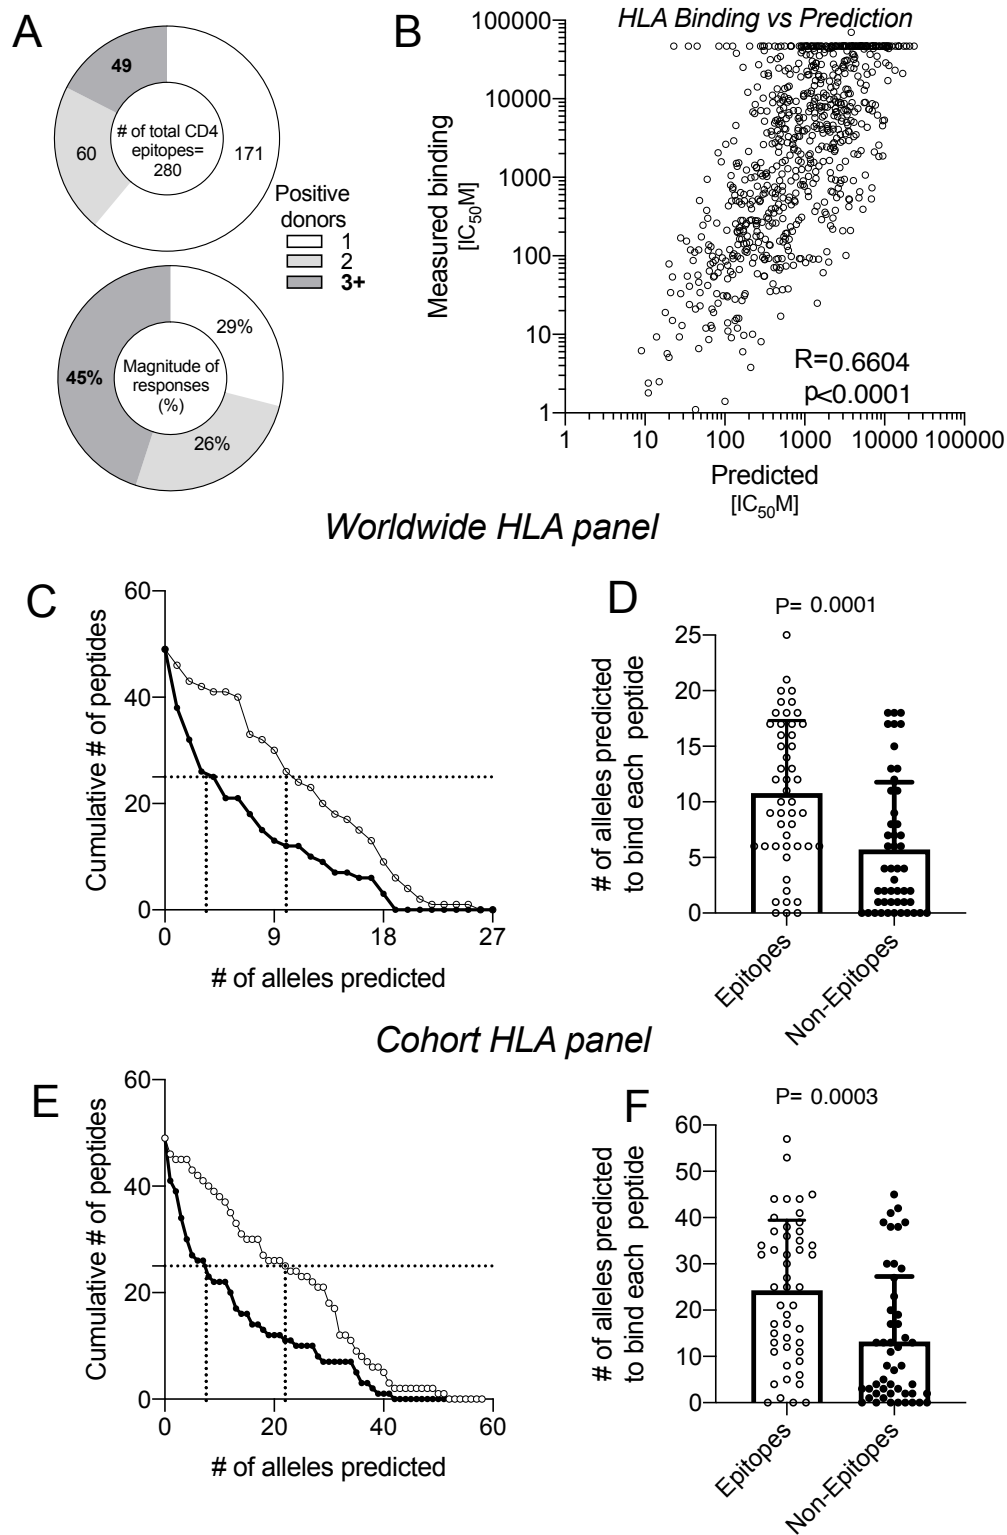 A
49
# of total CD4
epitopes=
280
60
171
Positive
donors
1
2
3+
29%
Magnitude of
responses
(%)
45%
26%
B
HLA Binding vs Prediction
100000
10000
1000
100
10
1
Measured binding
[IC50M]
R=0.6604
p<0.0001
1 10 100 1000 10000 100000
Predicted
[IC50M]
Worldwide HLA panel
C
60
40
20
0
Cumulative # of peptides
0 9 18 27
# of alleles predicted
D
P= 0.0001
25
20
15
10
5
0
# of alleles predicted
to bind each peptide
Epitopes
Non-Epitopes
Cohort HLA panel
E
60
40
20
0
Cumulative # of peptides
0 20 40 60
# of alleles predicted
F
P= 0.0003
60
50
40
30
20
10
0
# of alleles predicted
to bind each peptide
Epitopes
Non-Epitopes